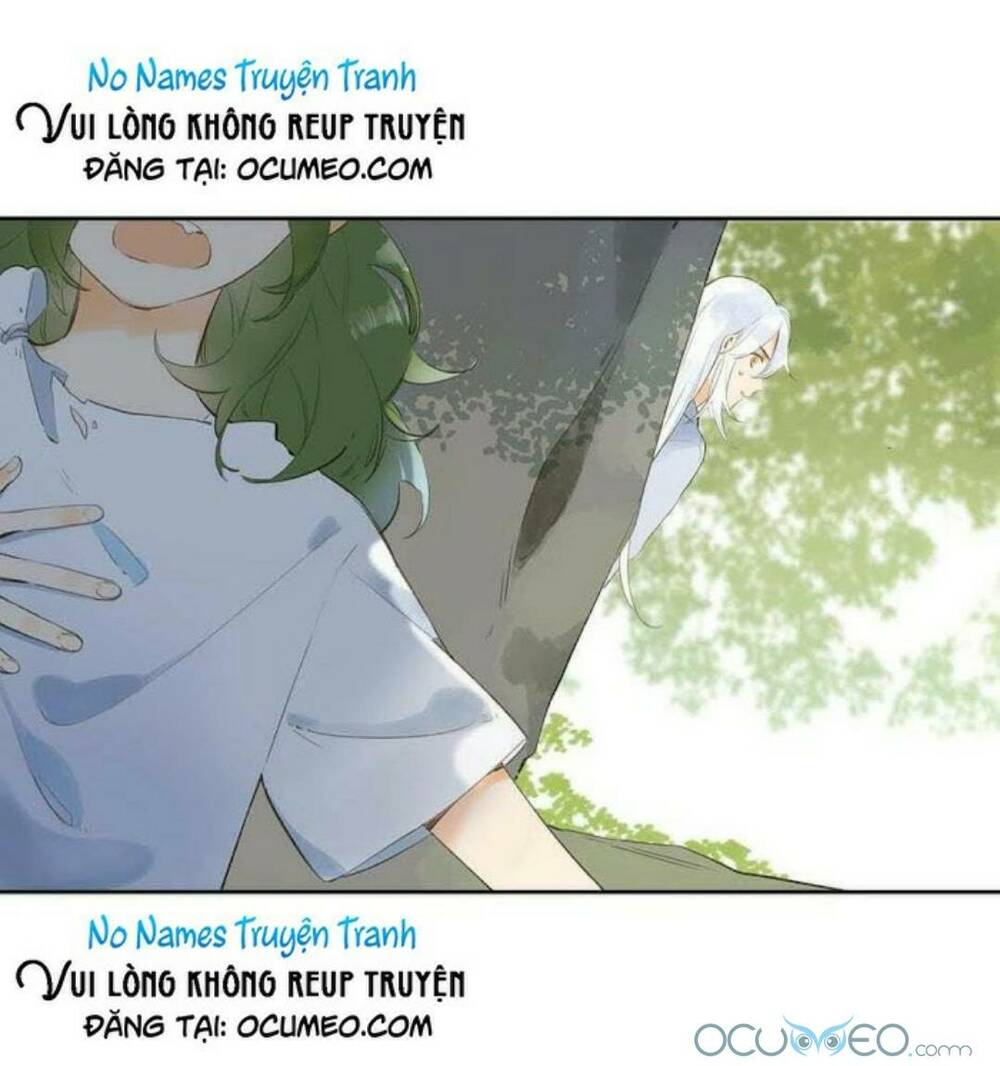 No Names Truyện Tranh
VUI LÒNG KHÔNG REUP TRUYỆN
ĐĂNG TẠI: OCUMEO.COM
No Names Truyện Tranh
VUI LÒNG KHÔNG REUP TRUYỆN
ĐĂNG TẠI: OCUMEO.COM
OCUMEO.com